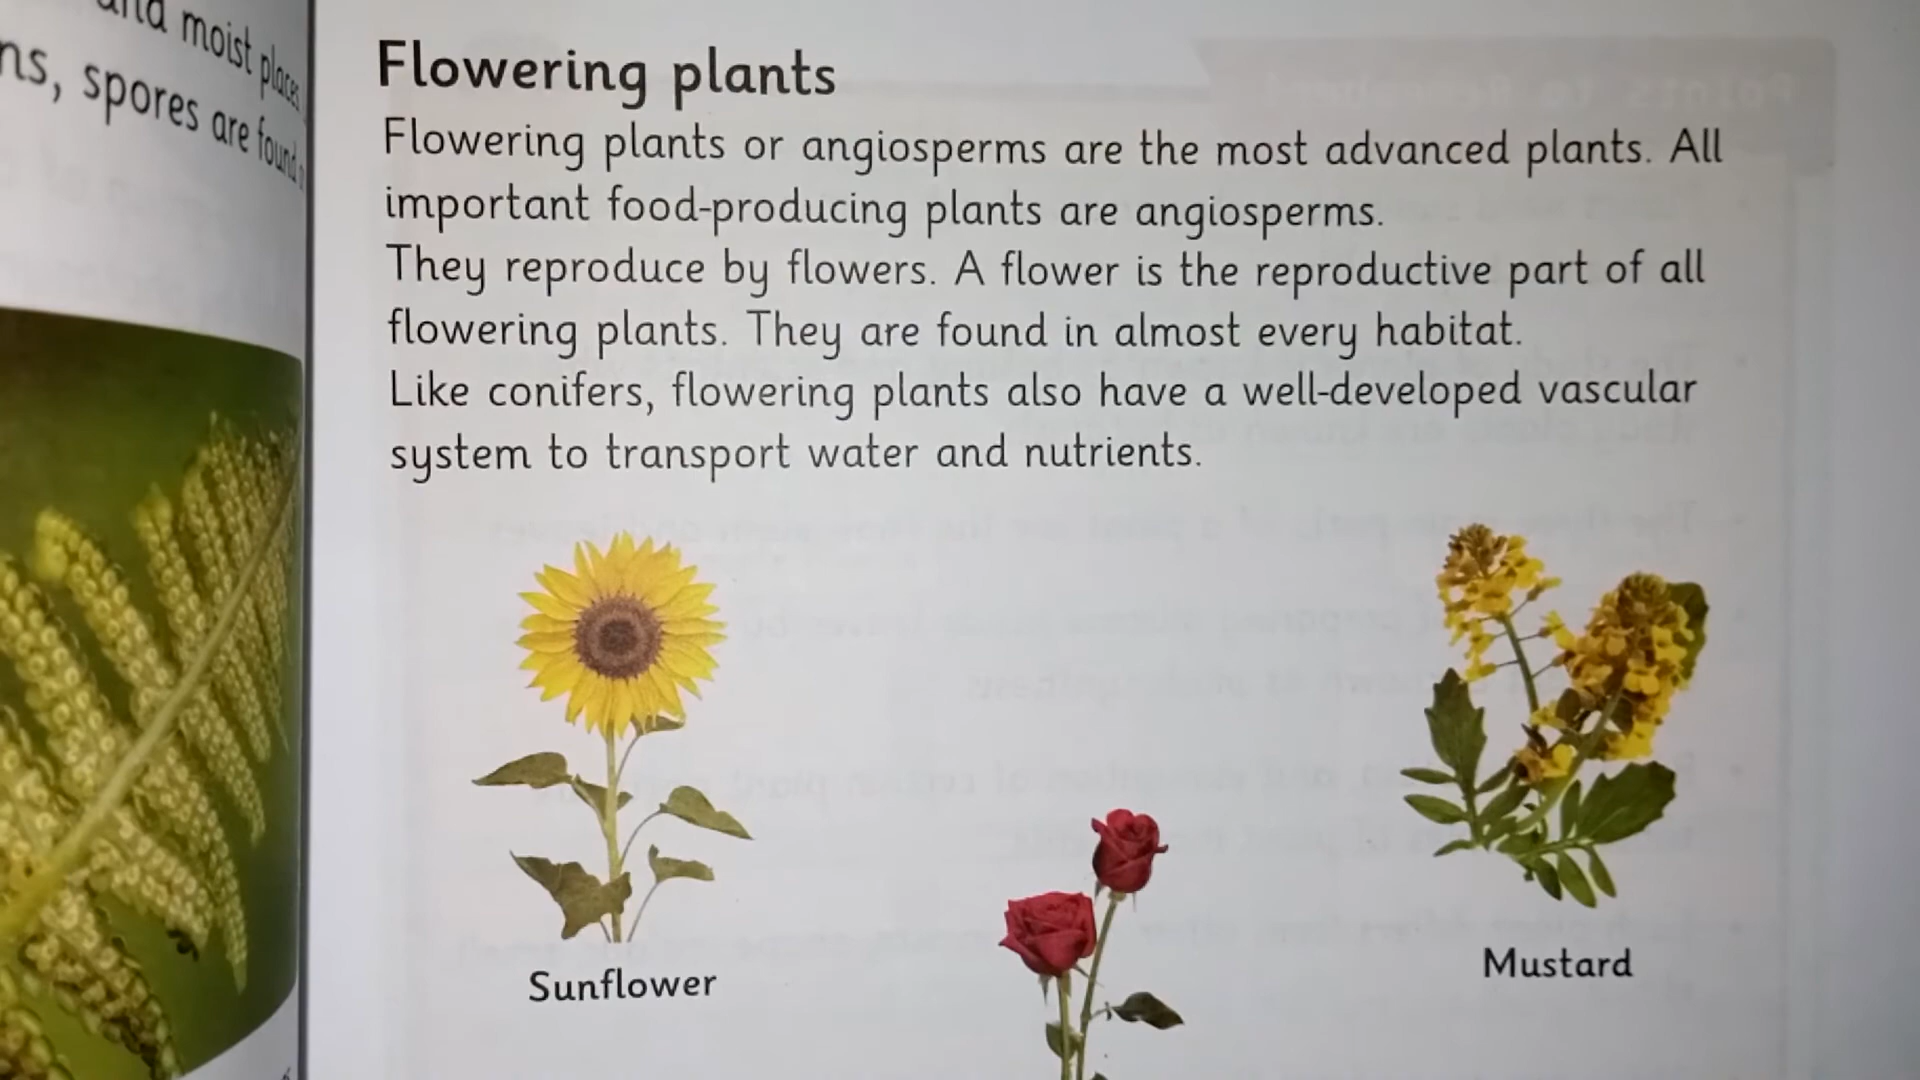 and moist places
ns, spores are found
Flowering plants
Flowering plants or angiosperms are the most advanced plants. All
important food-producing plants are angiosperms.
They reproduce by flowers. A flower is the reproductive part of all
flowering plants. They are found in almost every habitat.
Like conifers, flowering plants also have a well-developed vascular
system to transport water and nutrients.
Sunflower
Mustard